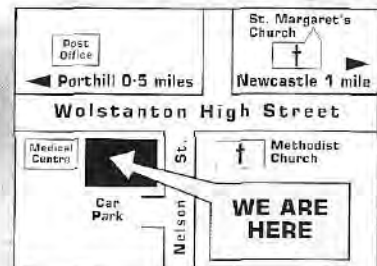 St. Margaret's
Church
Post
Office
Porthill 0·5 miles
Newcastle 1 mile
Wolstanton High Street
Medical
Centre
Car
Park
Nelson St.
Methodist
Church
WE ARE
HERE